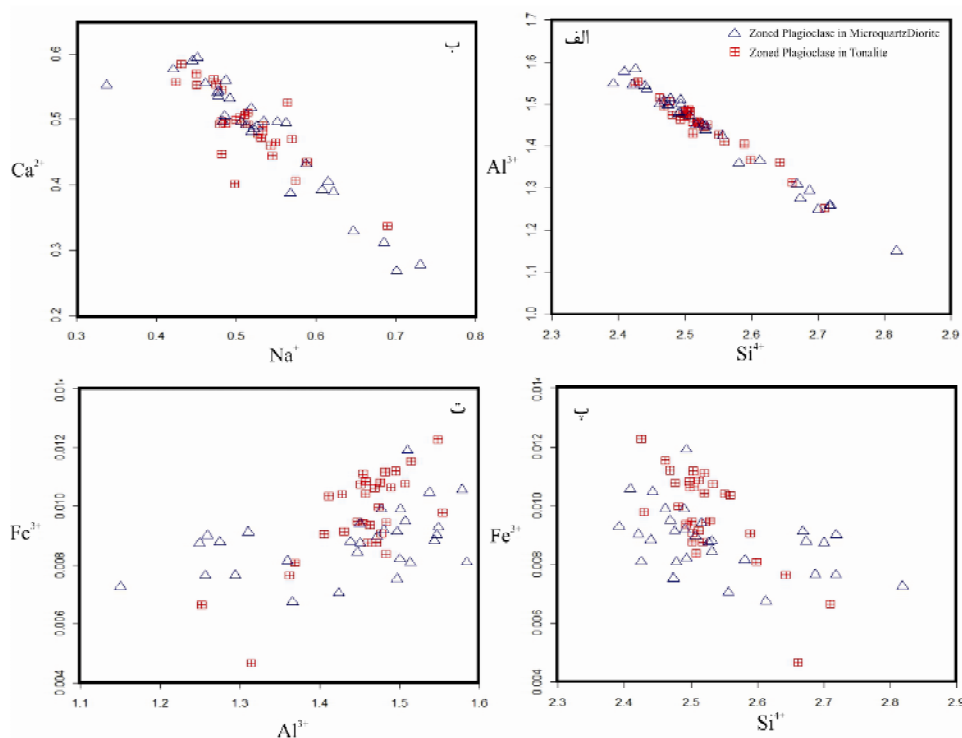 ب
0.6
0.5
0.4
0.3
0.2
Ca²⁺
0.3 0.4 0.5 0.6 0.7 0.8
Na⁺
الف
Zoned Plagioclase in MicroquartzDiorite
Zoned Plagioclase in Tonalite
1.7
1.6
1.5
1.4
1.3
1.2
1.1
1.0
Al³⁺
2.3 2.4 2.5 2.6 2.7 2.8 2.9
Si⁴⁺
ت
0.014
0.012
0.010
0.008
0.006
0.004
Fe³⁺
1.1 1.2 1.3 1.4 1.5 1.6
Al³⁺
پ
0.014
0.012
0.010
0.008
0.006
0.004
Fe³⁺
2.3 2.4 2.5 2.6 2.7 2.8 2.9
Si⁴⁺